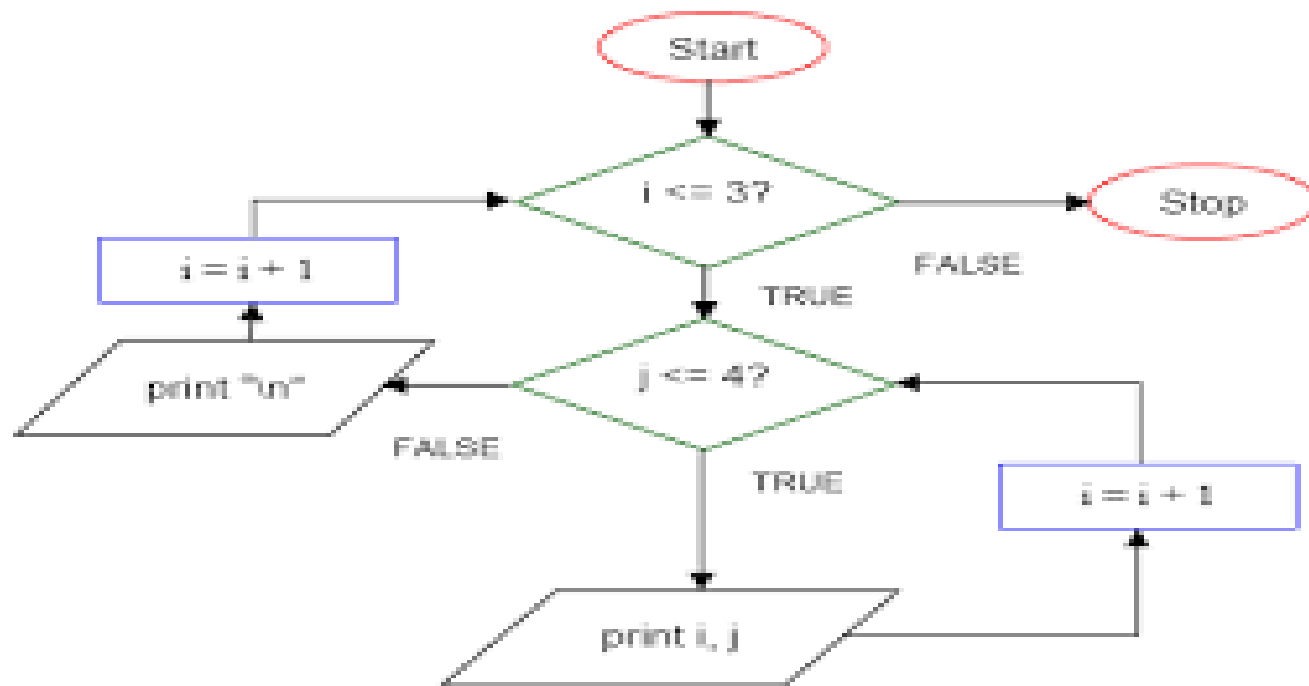 Start
i <= 3?
Stop
FALSE
TRUE
i = i + 1
print "\n"
j <= 4?
FALSE
TRUE
i = i + 1
print i, j